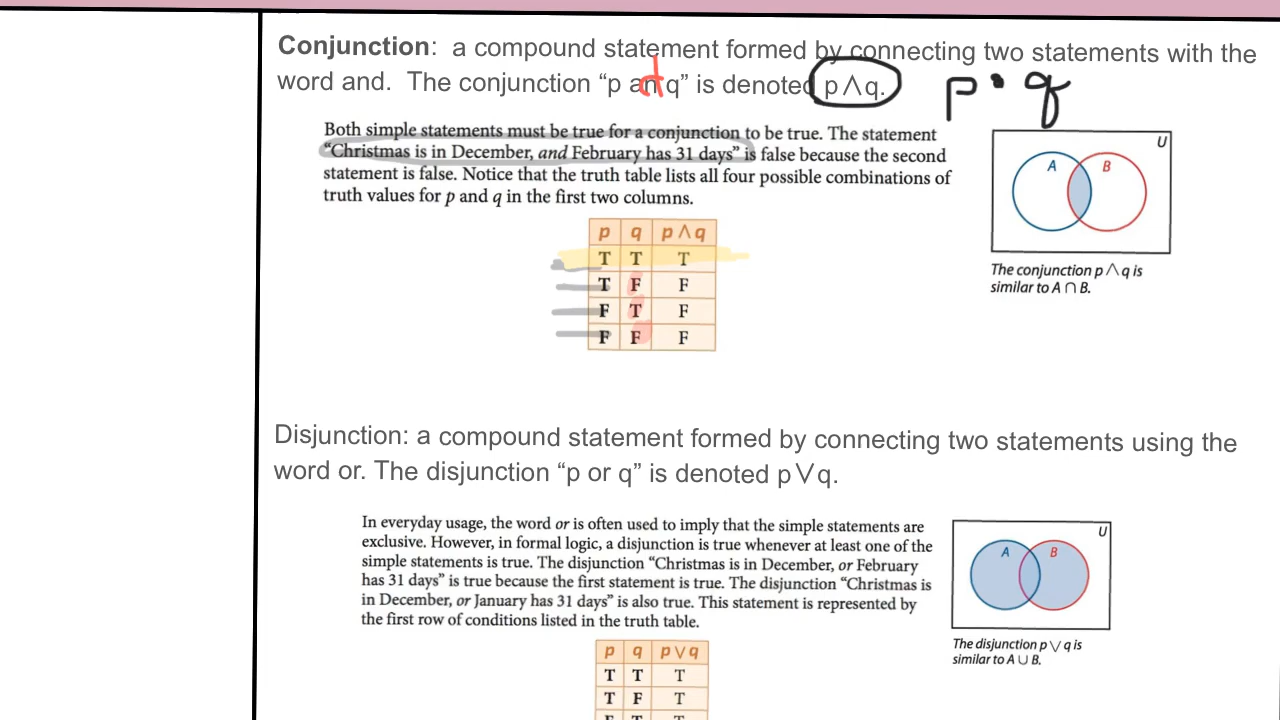 Conjunction: a compound statement formed by connecting two statements with the
word and. The conjunction “p and q” is denoted p∧q. p • q
Both simple statements must be true for a conjunction to be true. The statement
“Christmas is in December, and February has 31 days” is false because the second
statement is false. Notice that the truth table lists all four possible combinations of
truth values for p and q in the first two columns.
U
A B
The conjunction p ∧ q is
similar to A ∩ B.
p q p ∧ q
T T T
T F F
F T F
F F F
Disjunction: a compound statement formed by connecting two statements using the
word or. The disjunction “p or q” is denoted p∨q.
In everyday usage, the word or is often used to imply that the simple statements are
exclusive. However, in formal logic, a disjunction is true whenever at least one of the
simple statements is true. The disjunction “Christmas is in December, or February
has 31 days” is true because the first statement is true. The disjunction “Christmas is
in December, or January has 31 days” is also true. This statement is represented by
the first row of conditions listed in the truth table.
U
A B
The disjunction p ∨ q is
similar to A ∪ B.
p q p ∨ q
T T T
T F T
F T T